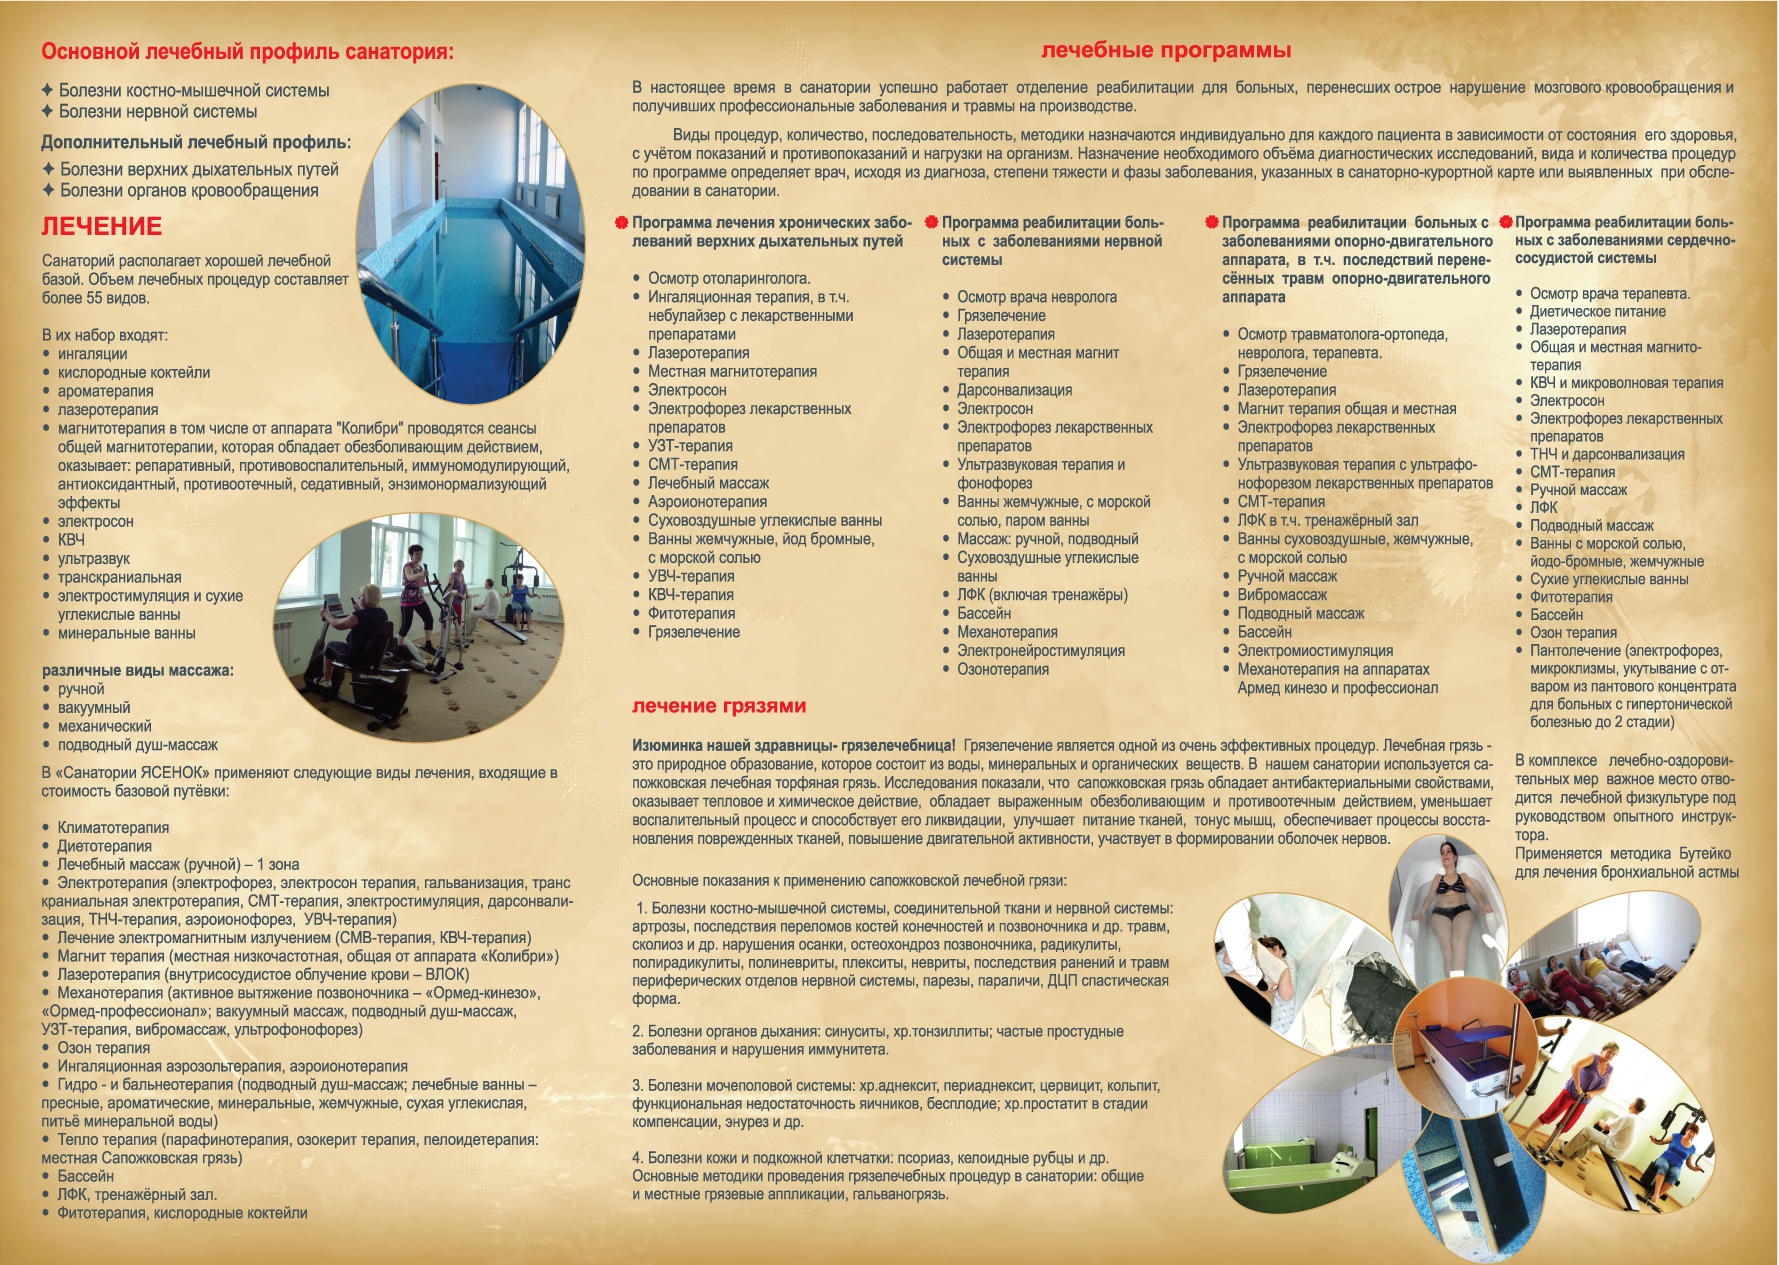 Основной лечебный профиль санатория:
✦ Болезни костно-мышечной системы
✦ Болезни нервной системы
Дополнительный лечебный профиль:
✦ Болезни верхних дыхательных путей
✦ Болезни органов кровообращения
ЛЕЧЕНИЕ
Санаторий располагает хорошей лечебной
базой. Объем лечебных процедур составляет
более 55 видов.
В их набор входят:
• ингаляции
• кислородные коктейли
• ароматерапия
• лазеротерапия
• магнитотерапия в том числе от аппарата "Колибри" проводятся сеансы
общей магнитотерапии, которая обладает обезболивающим действием,
оказывает: репаративный, противовоспалительный, иммуномодулирующий,
антиоксидантный, противоотечный, седативный, энзимонормализующий
эффекты
• электросон
• КВЧ
• ультразвук
• транскраниальная
• электростимуляция и сухие
углекислые ванны
• минеральные ванны
различные виды массажа:
• ручной
• вакуумный
• механический
• подводный душ-массаж
В «Санатории ЯСЕНОК» применяют следующие виды лечения, входящие в
стоимость базовой путёвки:
• Климатотерапия
• Диетотерапия
• Лечебный массаж (ручной) – 1 зона
• Электротерапия (электрофорез, электросон терапия, гальванизация, транс
краниальная электротерапия, СМТ-терапия, электростимуляция, дарсонвали-
зация, ТНЧ-терапия, аэроионофорез, УВЧ-терапия)
• Лечение электромагнитным излучением (СМВ-терапия, КВЧ-терапия)
• Магнит терапия (местная низкочастотная, общая от аппарата «Колибри»)
• Лазеротерапия (внутрисосудистое облучение крови – ВЛОК)
• Механотерапия (активное вытяжение позвоночника – «Ормед-кинезо»,
«Ормед-профессионал»; вакуумный массаж, подводный душ-массаж,
УЗТ-терапия, вибромассаж, ультрофонофорез)
• Озон терапия
• Ингаляционная аэрозольтерапия, аэроионотерапия
• Гидро - и бальнеотерапия (подводный душ-массаж; лечебные ванны –
пресные, ароматические, минеральные, жемчужные, сухая углекислая,
питьё минеральной воды)
• Тепло терапия (парафинотерапия, озокерит терапия, пелоидетерапия:
местная Сапожковская грязь)
• Бассейн
• ЛФК, тренажёрный зал.
• Фитотерапия, кислородные коктейли
лечебные программы
В настоящее время в санатории успешно работает отделение реабилитации для больных, перенесших острое нарушение мозгового кровообращения и
получивших профессиональные заболевания и травмы на производстве.
Виды процедур, количество, последовательность, методики назначаются индивидуально для каждого пациента в зависимости от состояния его здоровья,
с учётом показаний и противопоказаний и нагрузки на организм. Назначение необходимого объёма диагностических исследований, вида и количества процедур
по программе определяет врач, исходя из диагноза, степени тяжести и фазы заболевания, указанных в санаторно-курортной карте или выявленных при обсле-
довании в санатории.
Программа лечения хронических забо-
леваний верхних дыхательных путей
• Осмотр отоларинголога.
• Ингаляционная терапия, в т.ч.
небулайзер с лекарственными
препаратами
• Лазеротерапия
• Местная магнитотерапия
• Электросон
• Электрофорез лекарственных
препаратов
• УЗТ-терапия
• СМТ-терапия
• Лечебный массаж
• Аэроионотерапия
• Суховоздушные углекислые ванны
• Ванны жемчужные, йод бромные,
с морской солью
• УВЧ-терапия
• КВЧ-терапия
• Фитотерапия
• Грязелечение
Программа реабилитации боль-
ных с заболеваниями нервной
системы
• Осмотр врача невролога
• Грязелечение
• Лазеротерапия
• Общая и местная магнит
терапия
• Дарсонвализация
• Электросон
• Электрофорез лекарственных
препаратов
• Ультразвуковая терапия и
фонофорез
• Ванны жемчужные, с морской
солью, паром ванны
• Массаж: ручной, подводный
• Суховоздушные углекислые
ванны
• ЛФК (включая тренажёры)
• Бассейн
• Механотерапия
• Электронейростимуляция
• Озонотерапия
Программа реабилитации больных с
заболеваниями опорно-двигательного
аппарата, в т.ч. последствий перене-
сённых травм опорно-двигательного
аппарата
• Осмотр травматолога-ортопеда,
невролога, терапевта.
• Грязелечение
• Лазеротерапия
• Магнит терапия общая и местная
• Электрофорез лекарственных
препаратов
• Ультразвуковая терапия с ультрафо-
нофорезом лекарственных препаратов
• СМТ-терапия
• ЛФК в т.ч. тренажёрный зал
• Ванны суховоздушные, жемчужные,
с морской солью
• Ручной массаж
• Вибромассаж
• Подводный массаж
• Бассейн
• Электромиостимуляция
• Механотерапия на аппаратах
Армед кинезо и профессионал
Программа реабилитации боль-
ных с заболеваниями сердечно-
сосудистой системы
• Осмотр врача терапевта.
• Диетическое питание
• Лазеротерапия
• Общая и местная магнито-
терапия
• КВЧ и микроволновая терапия
• Электросон
• Электрофорез лекарственных
препаратов
• ТНЧ и дарсонвализация
• СМТ-терапия
• Ручной массаж
• ЛФК
• Подводный массаж
• Ванны с морской солью,
йодо-бромные, жемчужные
• Сухие углекислые ванны
• Фитотерапия
• Бассейн
• Озон терапия
• Пантолечение (электрофорез,
микроклизмы, укутывание с от-
варом из пантового концентрата
для больных с гипертонической
болезнью до 2 стадии)
В комплексе лечебно-оздорови-
тельных мер важное место отво-
дится лечебной физкультуре под
руководством опытного инструк-
тора.
Применяется методика Бутейко
для лечения бронхиальной астмы
лечение грязями
Изюминка нашей здравницы- грязелечебница! Грязелечение является одной из очень эффективных процедур. Лечебная грязь -
это природное образование, которое состоит из воды, минеральных и органических веществ. В нашем санатории используется са-
пожковская лечебная торфяная грязь. Исследования показали, что сапожковская грязь обладает антибактериальными свойствами,
оказывает тепловое и химическое действие, обладает выраженным обезболивающим и противоотечным действием, уменьшает
воспалительный процесс и способствует его ликвидации, улучшает питание тканей, тонус мышц, обеспечивает процессы восста-
новления поврежденных тканей, повышение двигательной активности, участвует в формировании оболочек нервов.
Основные показания к применению сапожковской лечебной грязи:
1. Болезни костно-мышечной системы, соединительной ткани и нервной системы:
артрозы, последствия переломов костей конечностей и позвоночника и др. травм,
сколиоз и др. нарушения осанки, остеохондроз позвоночника, радикулиты,
полирадикулиты, полиневриты, плекситы, невриты, последствия ранений и травм
периферических отделов нервной системы, парезы, параличи, ДЦП спастическая
форма.
2. Болезни органов дыхания: синуситы, хр.тонзиллиты; частые простудные
заболевания и нарушения иммунитета.
3. Болезни мочеполовой системы: хр.аднексит, периаднексит, цервицит, кольпит,
функциональная недостаточность яичников, бесплодие; хр.простатит в стадии
компенсации, энурез и др.
4. Болезни кожи и подкожной клетчатки: псориаз, келоидные рубцы и др.
Основные методики проведения грязелечебных процедур в санатории: общие
и местные грязевые аппликации, гальваногрязь.